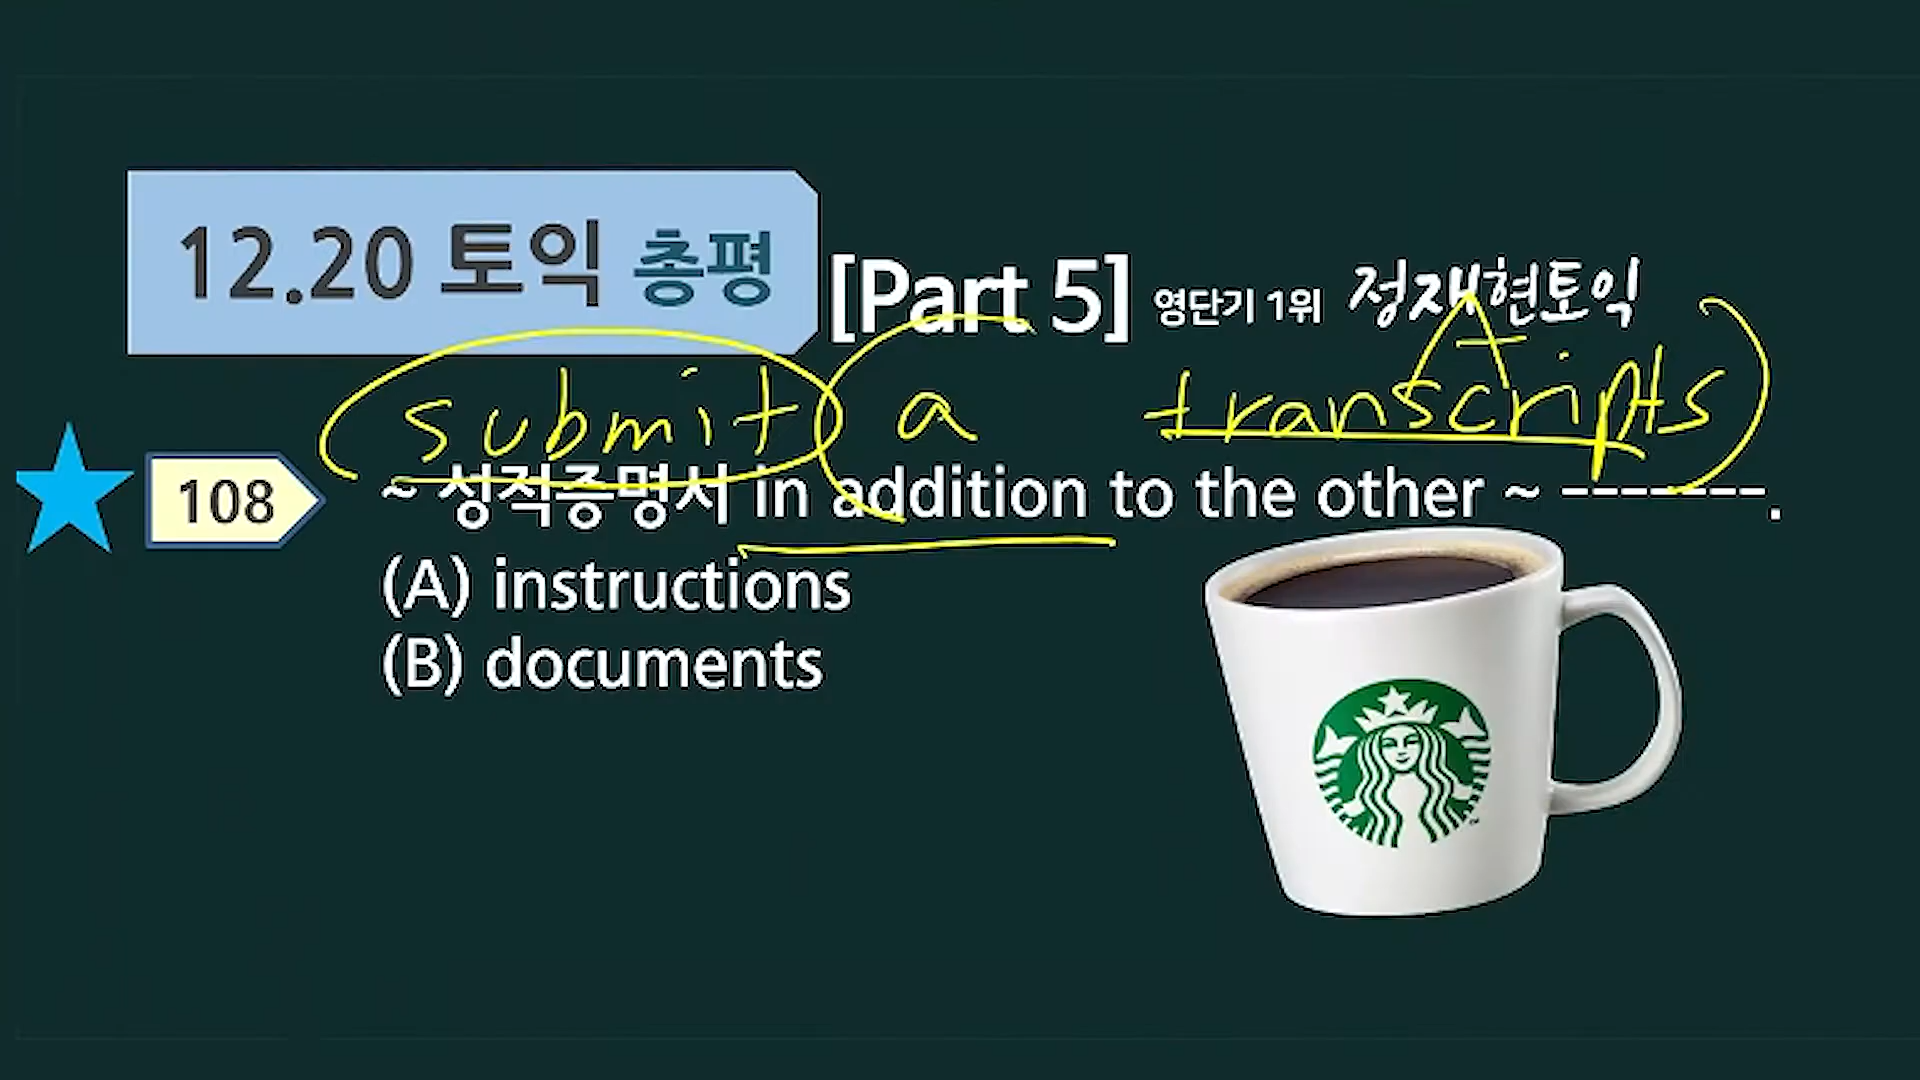 12.20 토익 총평 [Part 5] 영단기 1위 정재현토익
submit a transcripts
108 ~ 성적증명서 in addition to the other ~ -------.
(A) instructions
(B) documents